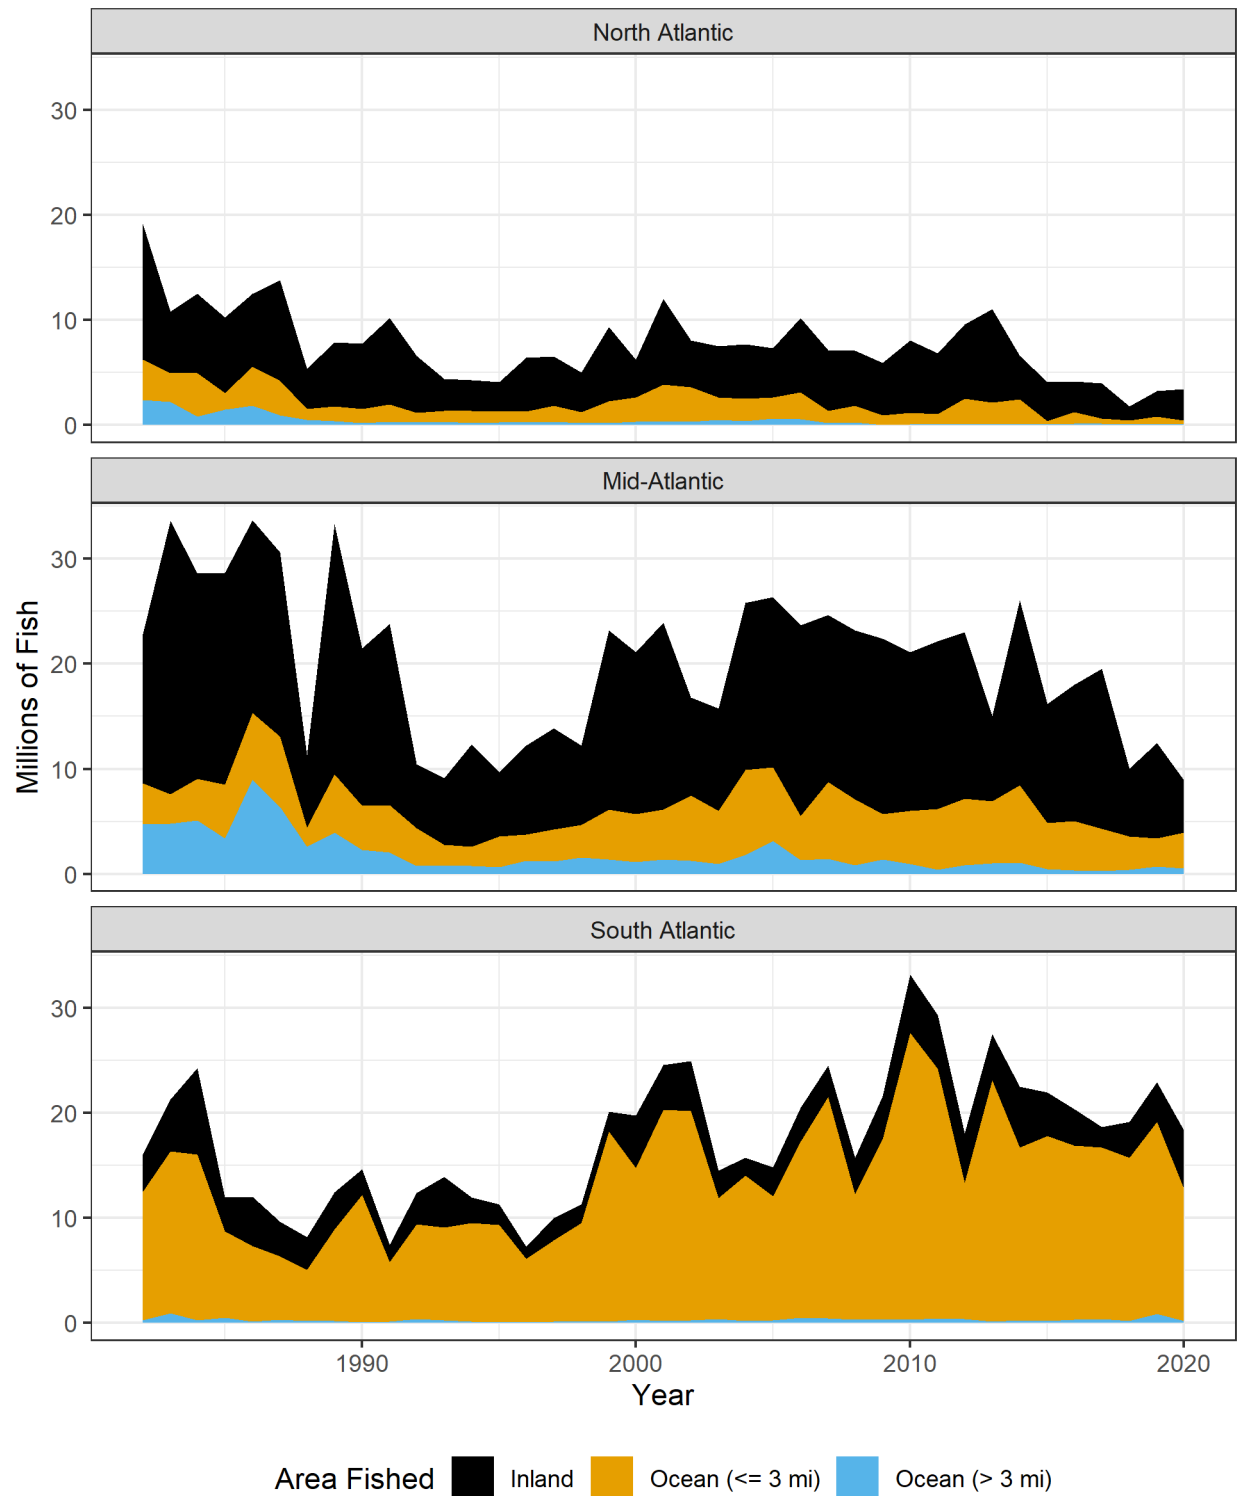 North Atlantic
30
20
10
0
Mid-Atlantic
30
20
10
0
Millions of Fish
South Atlantic
30
20
10
0
1990 2000 2010 2020
Year
Area Fished Inland Ocean (<= 3 mi) Ocean (> 3 mi)